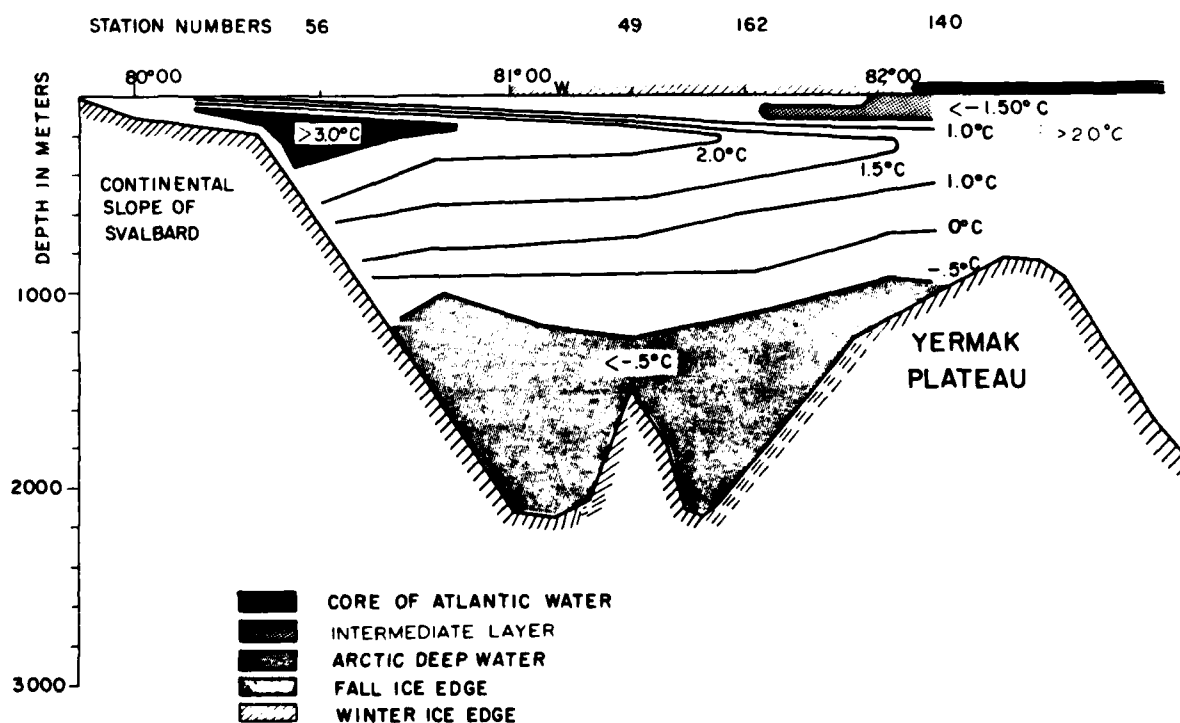 STATION NUMBERS 56 49 162 140
80°00 81°00 W 82°00
DEPTH IN METERS
>3.0°C
<-1.50°C
1.0°C >2.0°C
2.0°C
1.5°C
CONTINENTAL
SLOPE OF
SVALBARD
1.0°C
0°C
-.5°C
1000
<-.5°C
YERMAK
PLATEAU
2000
CORE OF ATLANTIC WATER
INTERMEDIATE LAYER
ARCTIC DEEP WATER
3000
FALL ICE EDGE
WINTER ICE EDGE